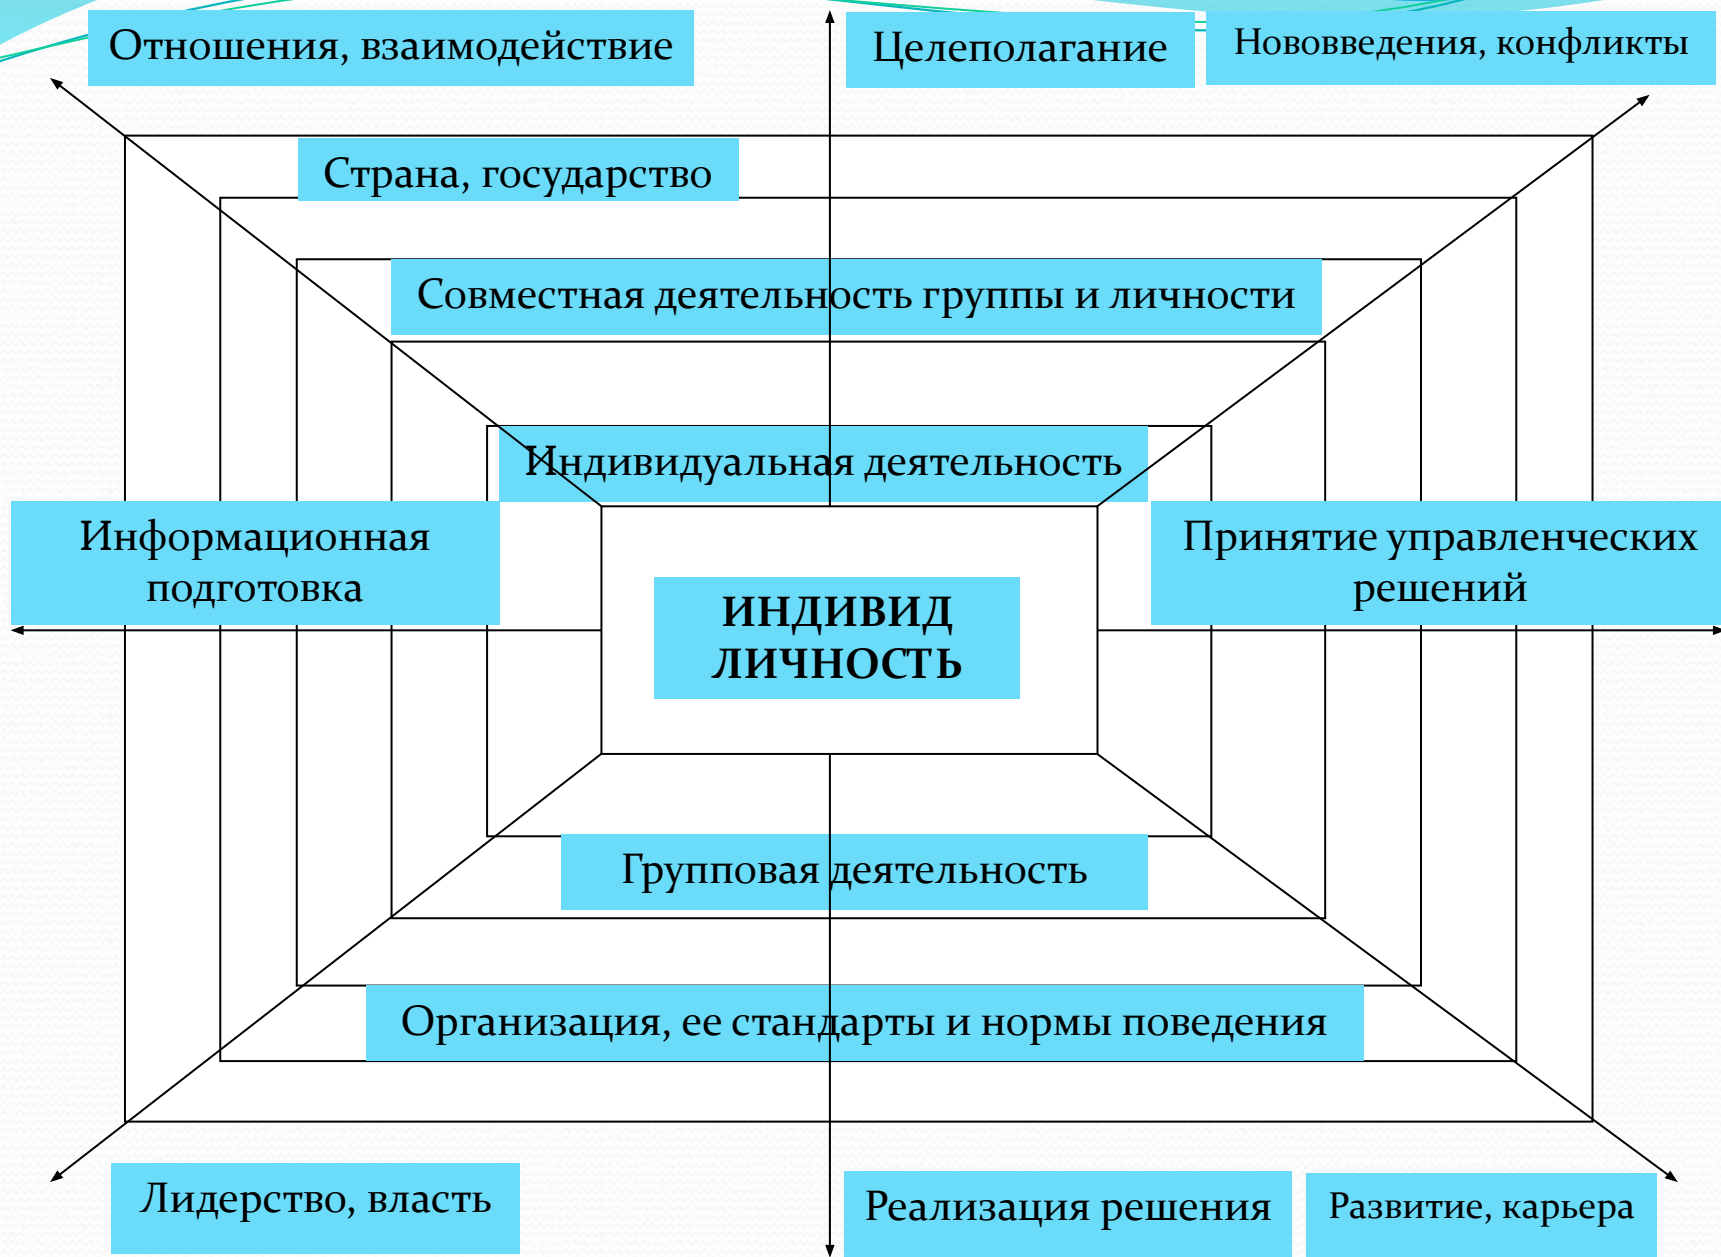 Отношения, взаимодействие
Целеполагание
Нововведения, конфликты
Страна, государство
Совместная деятельность группы и личности
Индивидуальная деятельность
Информационная
подготовка
Принятие управленческих
решений
ИНДИВИД
ЛИЧНОСТЬ
Групповая деятельность
Организация, ее стандарты и нормы поведения
Лидерство, власть
Реализация решения
Развитие, карьера